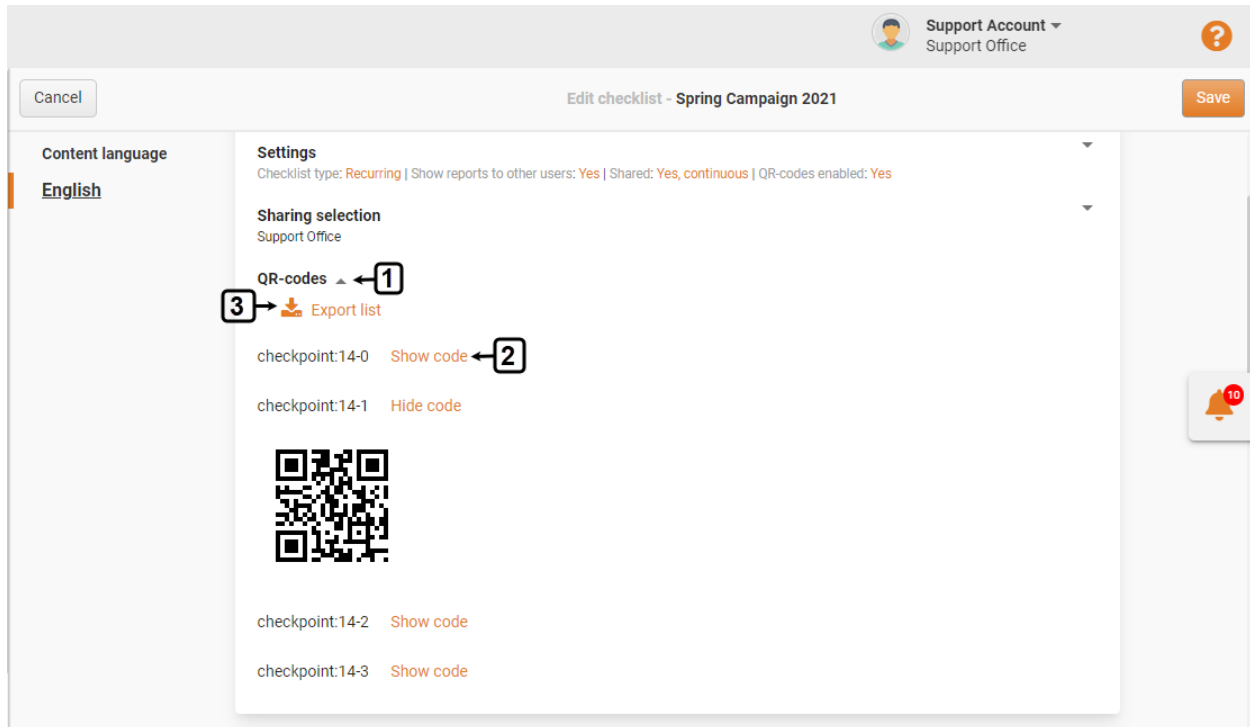 Support Account
Support Office
?
Cancel
Edit checklist - Spring Campaign 2021
Save
Content language
English
Settings
Checklist type: Recurring | Show reports to other users: Yes | Shared: Yes, continuous | QR-codes enabled: Yes
Sharing selection
Support Office
QR-codes 1
3 Export list
checkpoint:14-0 Show code 2
checkpoint:14-1 Hide code
10
checkpoint:14-2 Show code
checkpoint:14-3 Show code